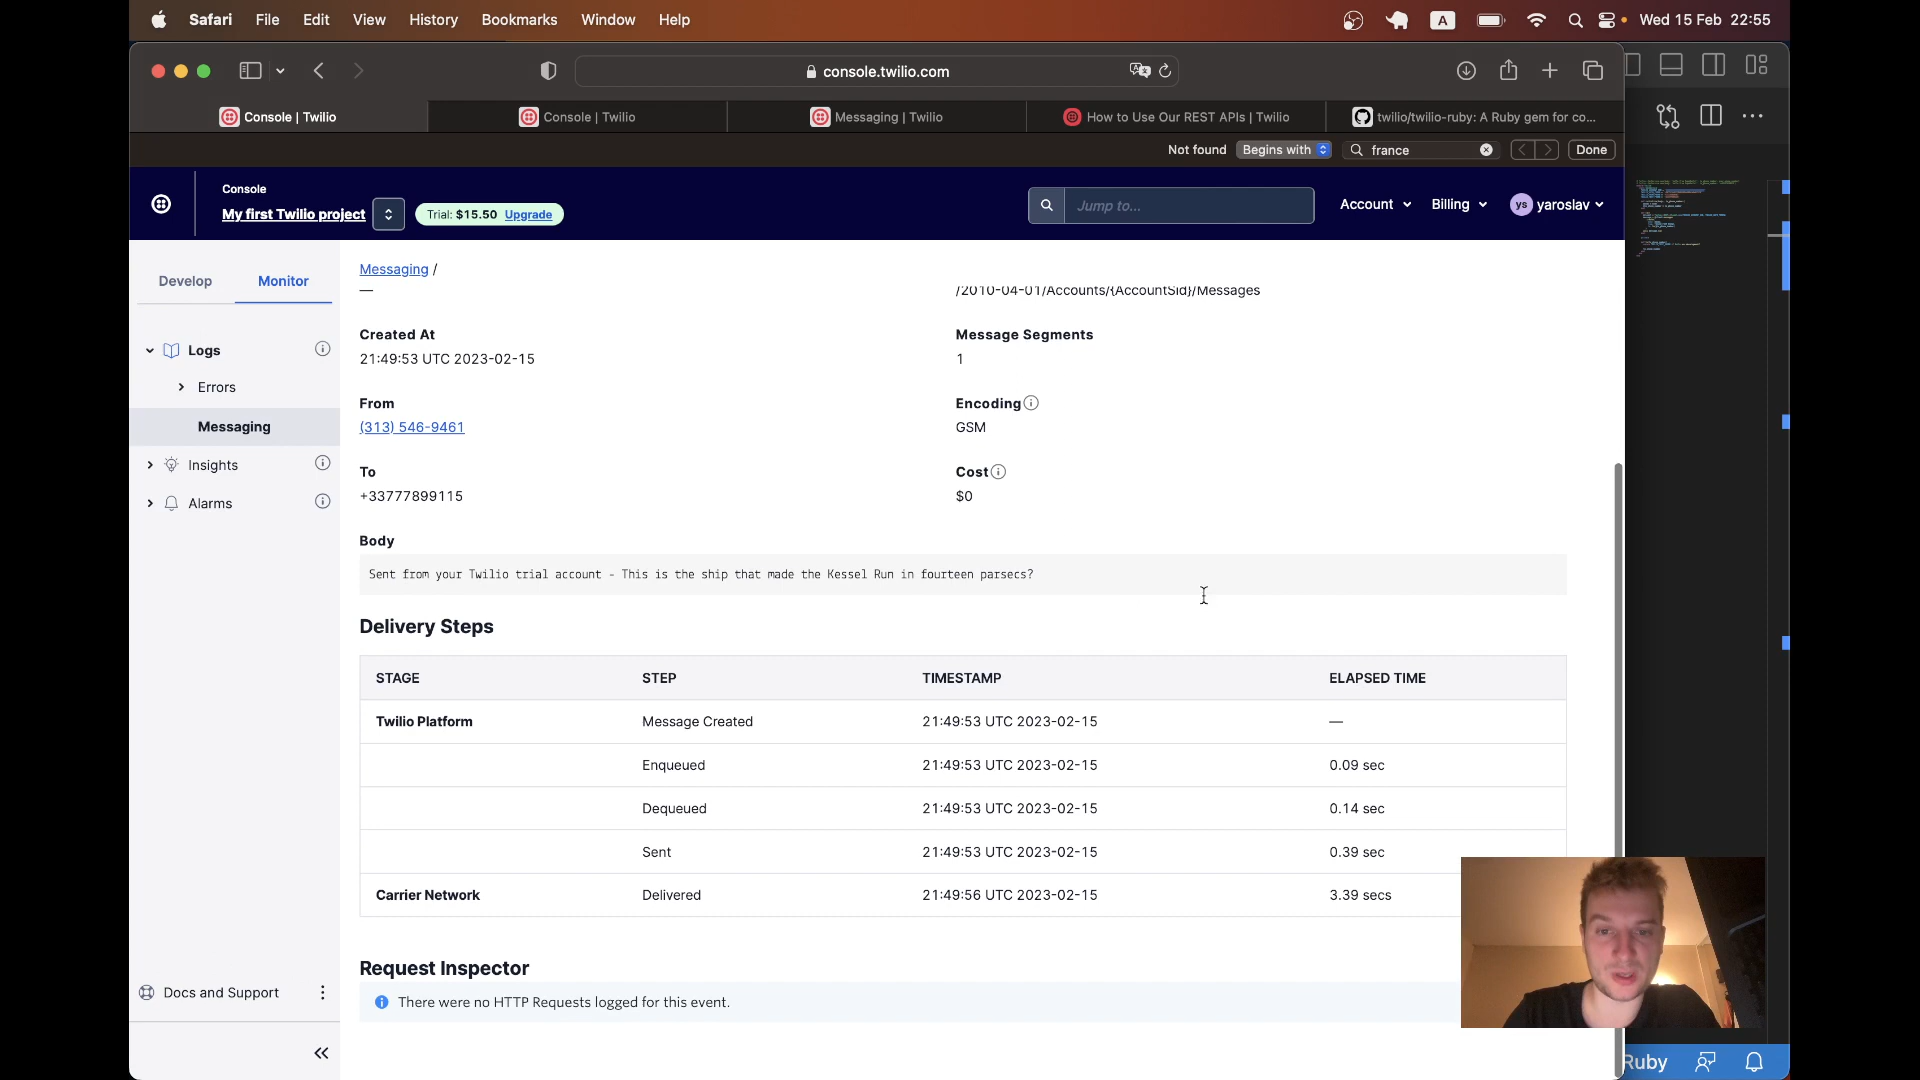 Safari File Edit View History Bookmarks Window Help
A Wed 15 Feb 22:55
console.twilio.com
Console | Twilio
Console | Twilio
Messaging | Twilio
How to Use Our REST APIs | Twilio
twilio/twilio-ruby: A Ruby gem for co...
Not found Begins with france Done
Console
My first Twilio project Trial: $15.50 Upgrade
Jump to...
Account Billing ys yaroslav
Develop Monitor
Logs
Errors
Messaging
Insights
Alarms
Docs and Support
Messaging /
—
/2010-04-01/Accounts/{AccountSid}/Messages
Created At
21:49:53 UTC 2023-02-15
Message Segments
1
From
(313) 546-9461
Encoding
GSM
To
+33777899115
Cost
$0
Body
Sent from your Twilio trial account - This is the ship that made the Kessel Run in fourteen parsecs?
Delivery Steps
STAGE STEP TIMESTAMP ELAPSED TIME
Twilio Platform Message Created 21:49:53 UTC 2023-02-15 —
Enqueued 21:49:53 UTC 2023-02-15 0.09 sec
Dequeued 21:49:53 UTC 2023-02-15 0.14 sec
Sent 21:49:53 UTC 2023-02-15 0.39 sec
Carrier Network Delivered 21:49:56 UTC 2023-02-15 3.39 secs
Request Inspector
There were no HTTP Requests logged for this event.
Ruby